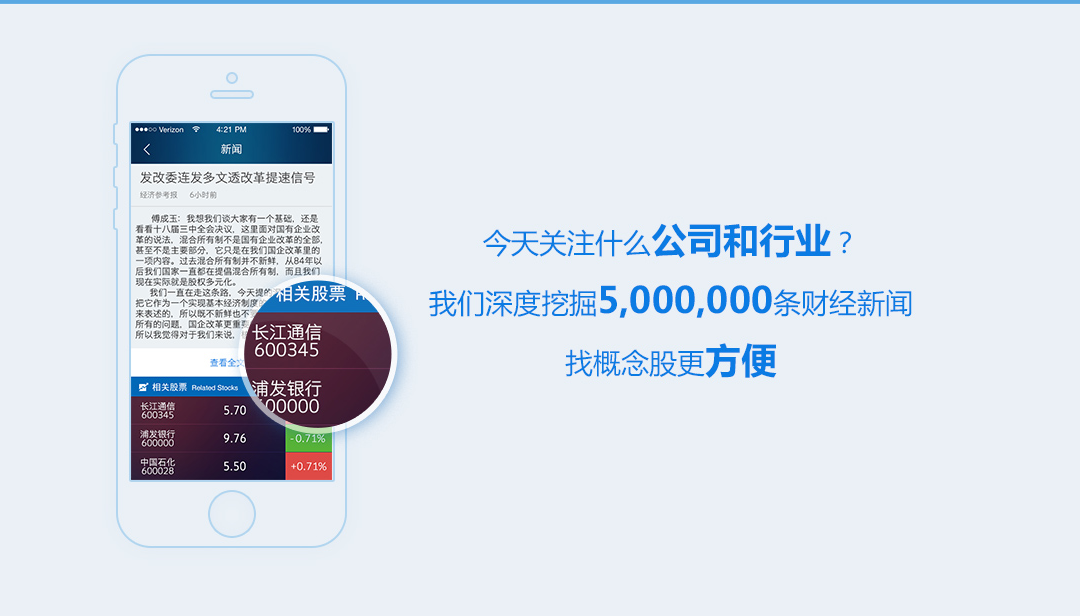 Verizon 4:21 PM 100%
新闻
发改委连发多文透改革提速信号
经济参考报 6小时前
傅成玉：我想我们谈大家有一个基础，还是
看看十八届三中全会决议，这里面对国有企业改
革的说法，混合所有制不是国有企业改革的全部，
甚至不是主要部分，它只是在我们国企改革里的
一项内容。过去混合所有制并不新鲜，从84年以
后我们国家一直都在提倡混合所有制，而且我们
现在实际就是股权多元化。
我们一直在走这条路，今天提的
把它作为一个实现基本经济制度的
来表述的，所以既不新鲜也不
所有的问题，国企改革更重要
所以我觉得对于我们来说，
查看全文
相关股票 Related Stocks
长江通信
600345
5.70
浦发银行
600000
9.76
-0.71%
中国石化
600028
5.50
+0.71%
相关股票
长江通信
600345
浦发银行
600000
今天关注什么公司和行业？
我们深度挖掘5,000,000条财经新闻
找概念股更方便